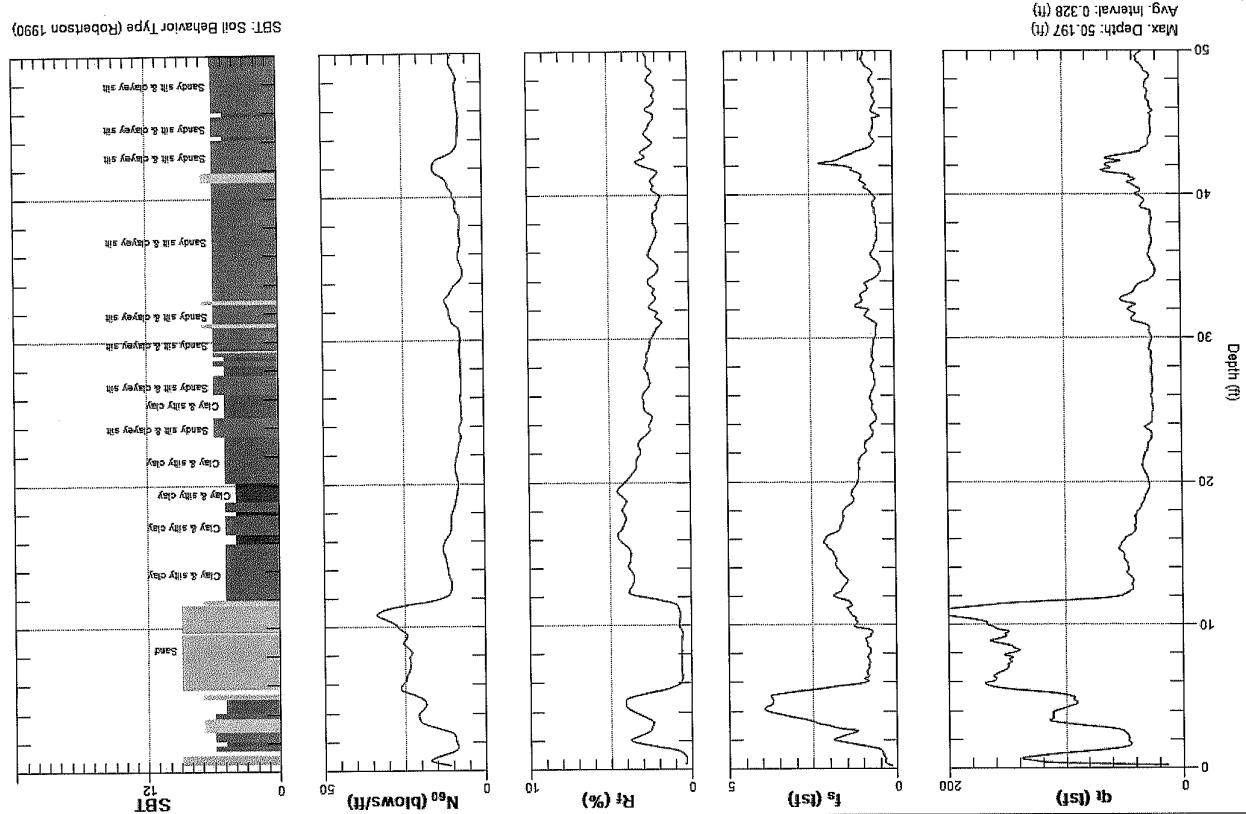 qt (tsf)
0
200
fs (tsf)
5
Rf (%)
0
10
N60 (blows/ft)
0
50
SBT
0
12
Depth (ft)
0
10
20
30
40
50
Sand
Clay & silty clay
Clay & silty clay
Clay & silty clay
Clay & silty clay
Sandy silt & clayey silt
Clay & silty clay
Sandy silt & clayey silt
Sandy silt & clayey silt
Sandy silt & clayey silt
Sandy silt & clayey silt
Sandy silt & clayey silt
Sandy silt & clayey silt
Sandy silt & clayey silt
Max. Depth: 50.197 (ft)
Avg. Interval: 0.328 (ft)
SBT: Soil Behavior Type (Robertson 1990)